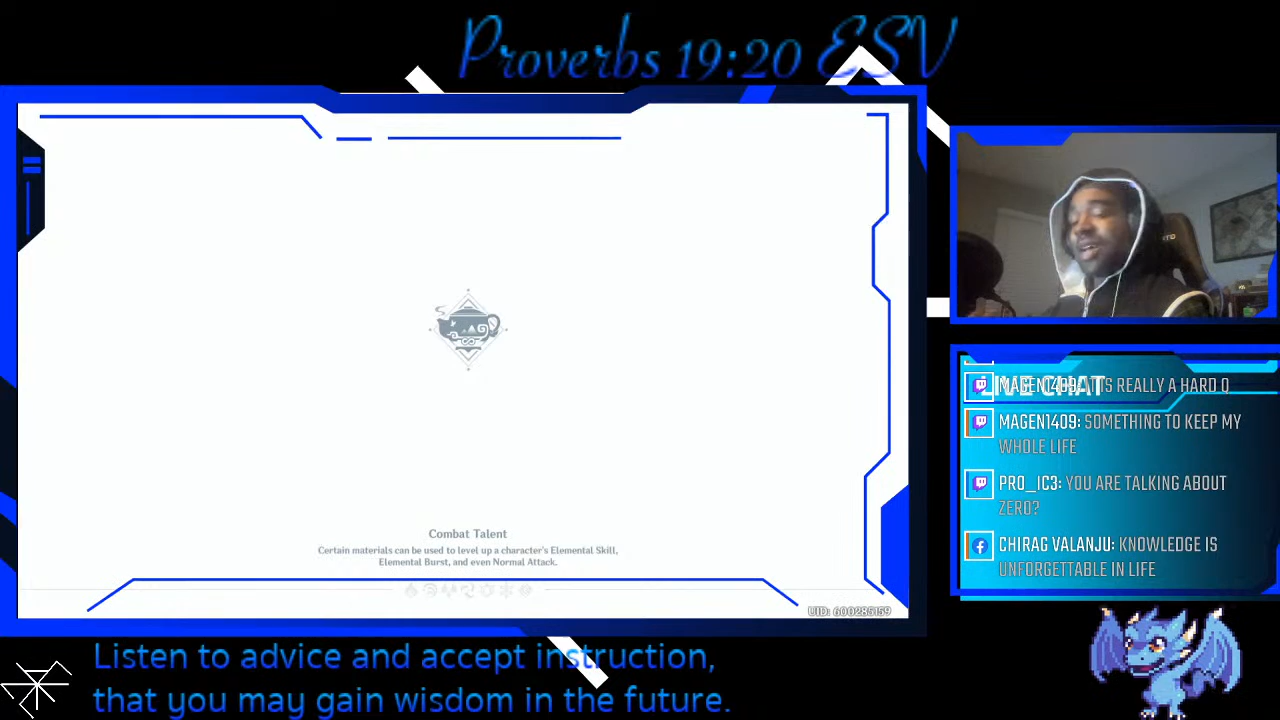 Proverbs 19:20 ESV
LIVE CHAT
IS REALLY A HARD Q
MAGEN1409: SOMETHING TO KEEP MY
WHOLE LIFE
PRO_IC3: YOU ARE TALKING ABOUT
ZERO?
CHIRAG VALANJU: KNOWLEDGE IS
UNFORGETTABLE IN LIFE
Combat Talent
Certain materials can be used to level up a character's Elemental Skill,
Elemental Burst, and even Normal Attack.
UID: 600285159
Listen to advice and accept instruction,
that you may gain wisdom in the future.